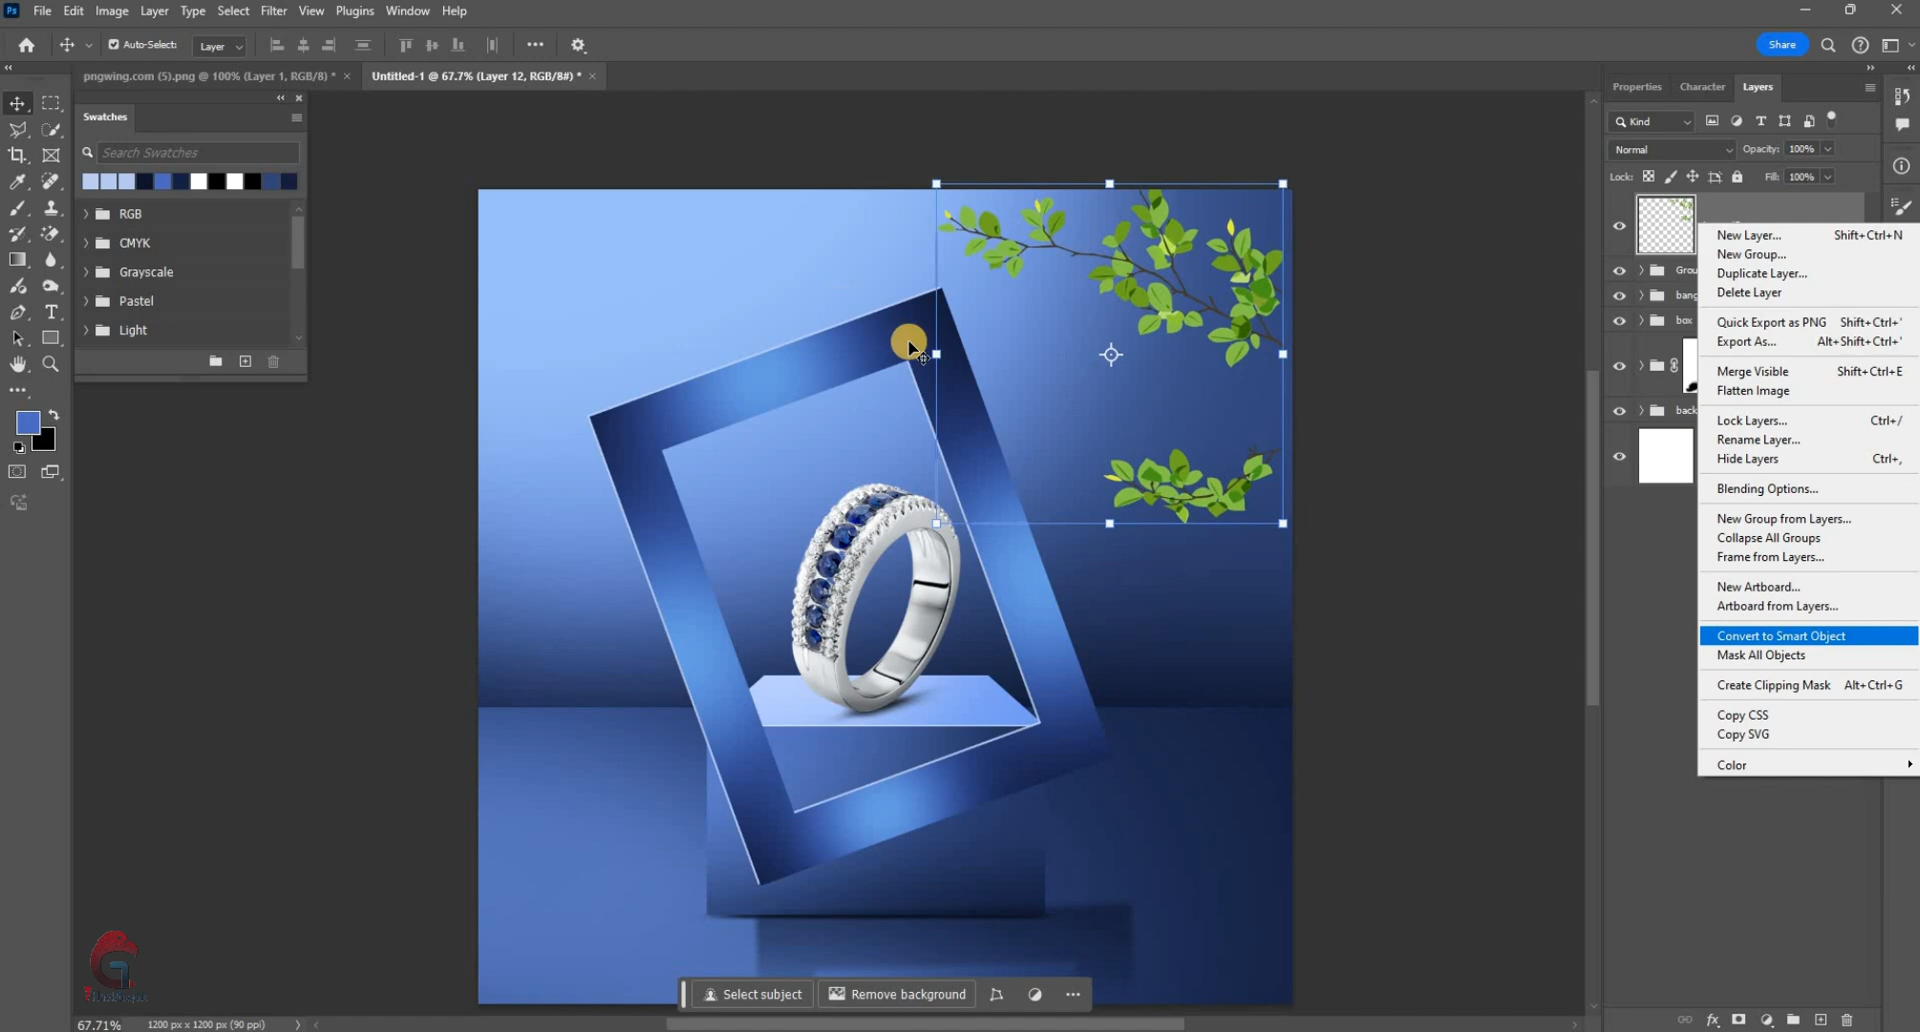 Ps File Edit Image Layer Type Select Filter View Plugins Window Help
Auto-Select: Layer Share
pngwing.com (5).png @ 100% (Layer 1, RGB/8) * × Untitled-1 @ 67.7% (Layer 12, RGB/8#) * ×
Swatches
Search Swatches
RGB
CMYK
Grayscale
Pastel
Light
Properties Character Layers
Kind
Normal Opacity: 100%
Lock: Fill: 100%
Grou
bang
box
back
New Layer... Shift+Ctrl+N
New Group...
Duplicate Layer...
Delete Layer
Quick Export as PNG Shift+Ctrl+'
Export As... Alt+Shift+Ctrl+'
Merge Visible Shift+Ctrl+E
Flatten Image
Lock Layers... Ctrl+/
Rename Layer...
Hide Layers Ctrl+,
Blending Options...
New Group from Layers...
Collapse All Groups
Frame from Layers...
New Artboard...
Artboard from Layers...
Convert to Smart Object
Mask All Objects
Create Clipping Mask Alt+Ctrl+G
Copy CSS
Copy SVG
Color
Select subject Remove background
67.71% 1200 px x 1200 px (90 ppi)